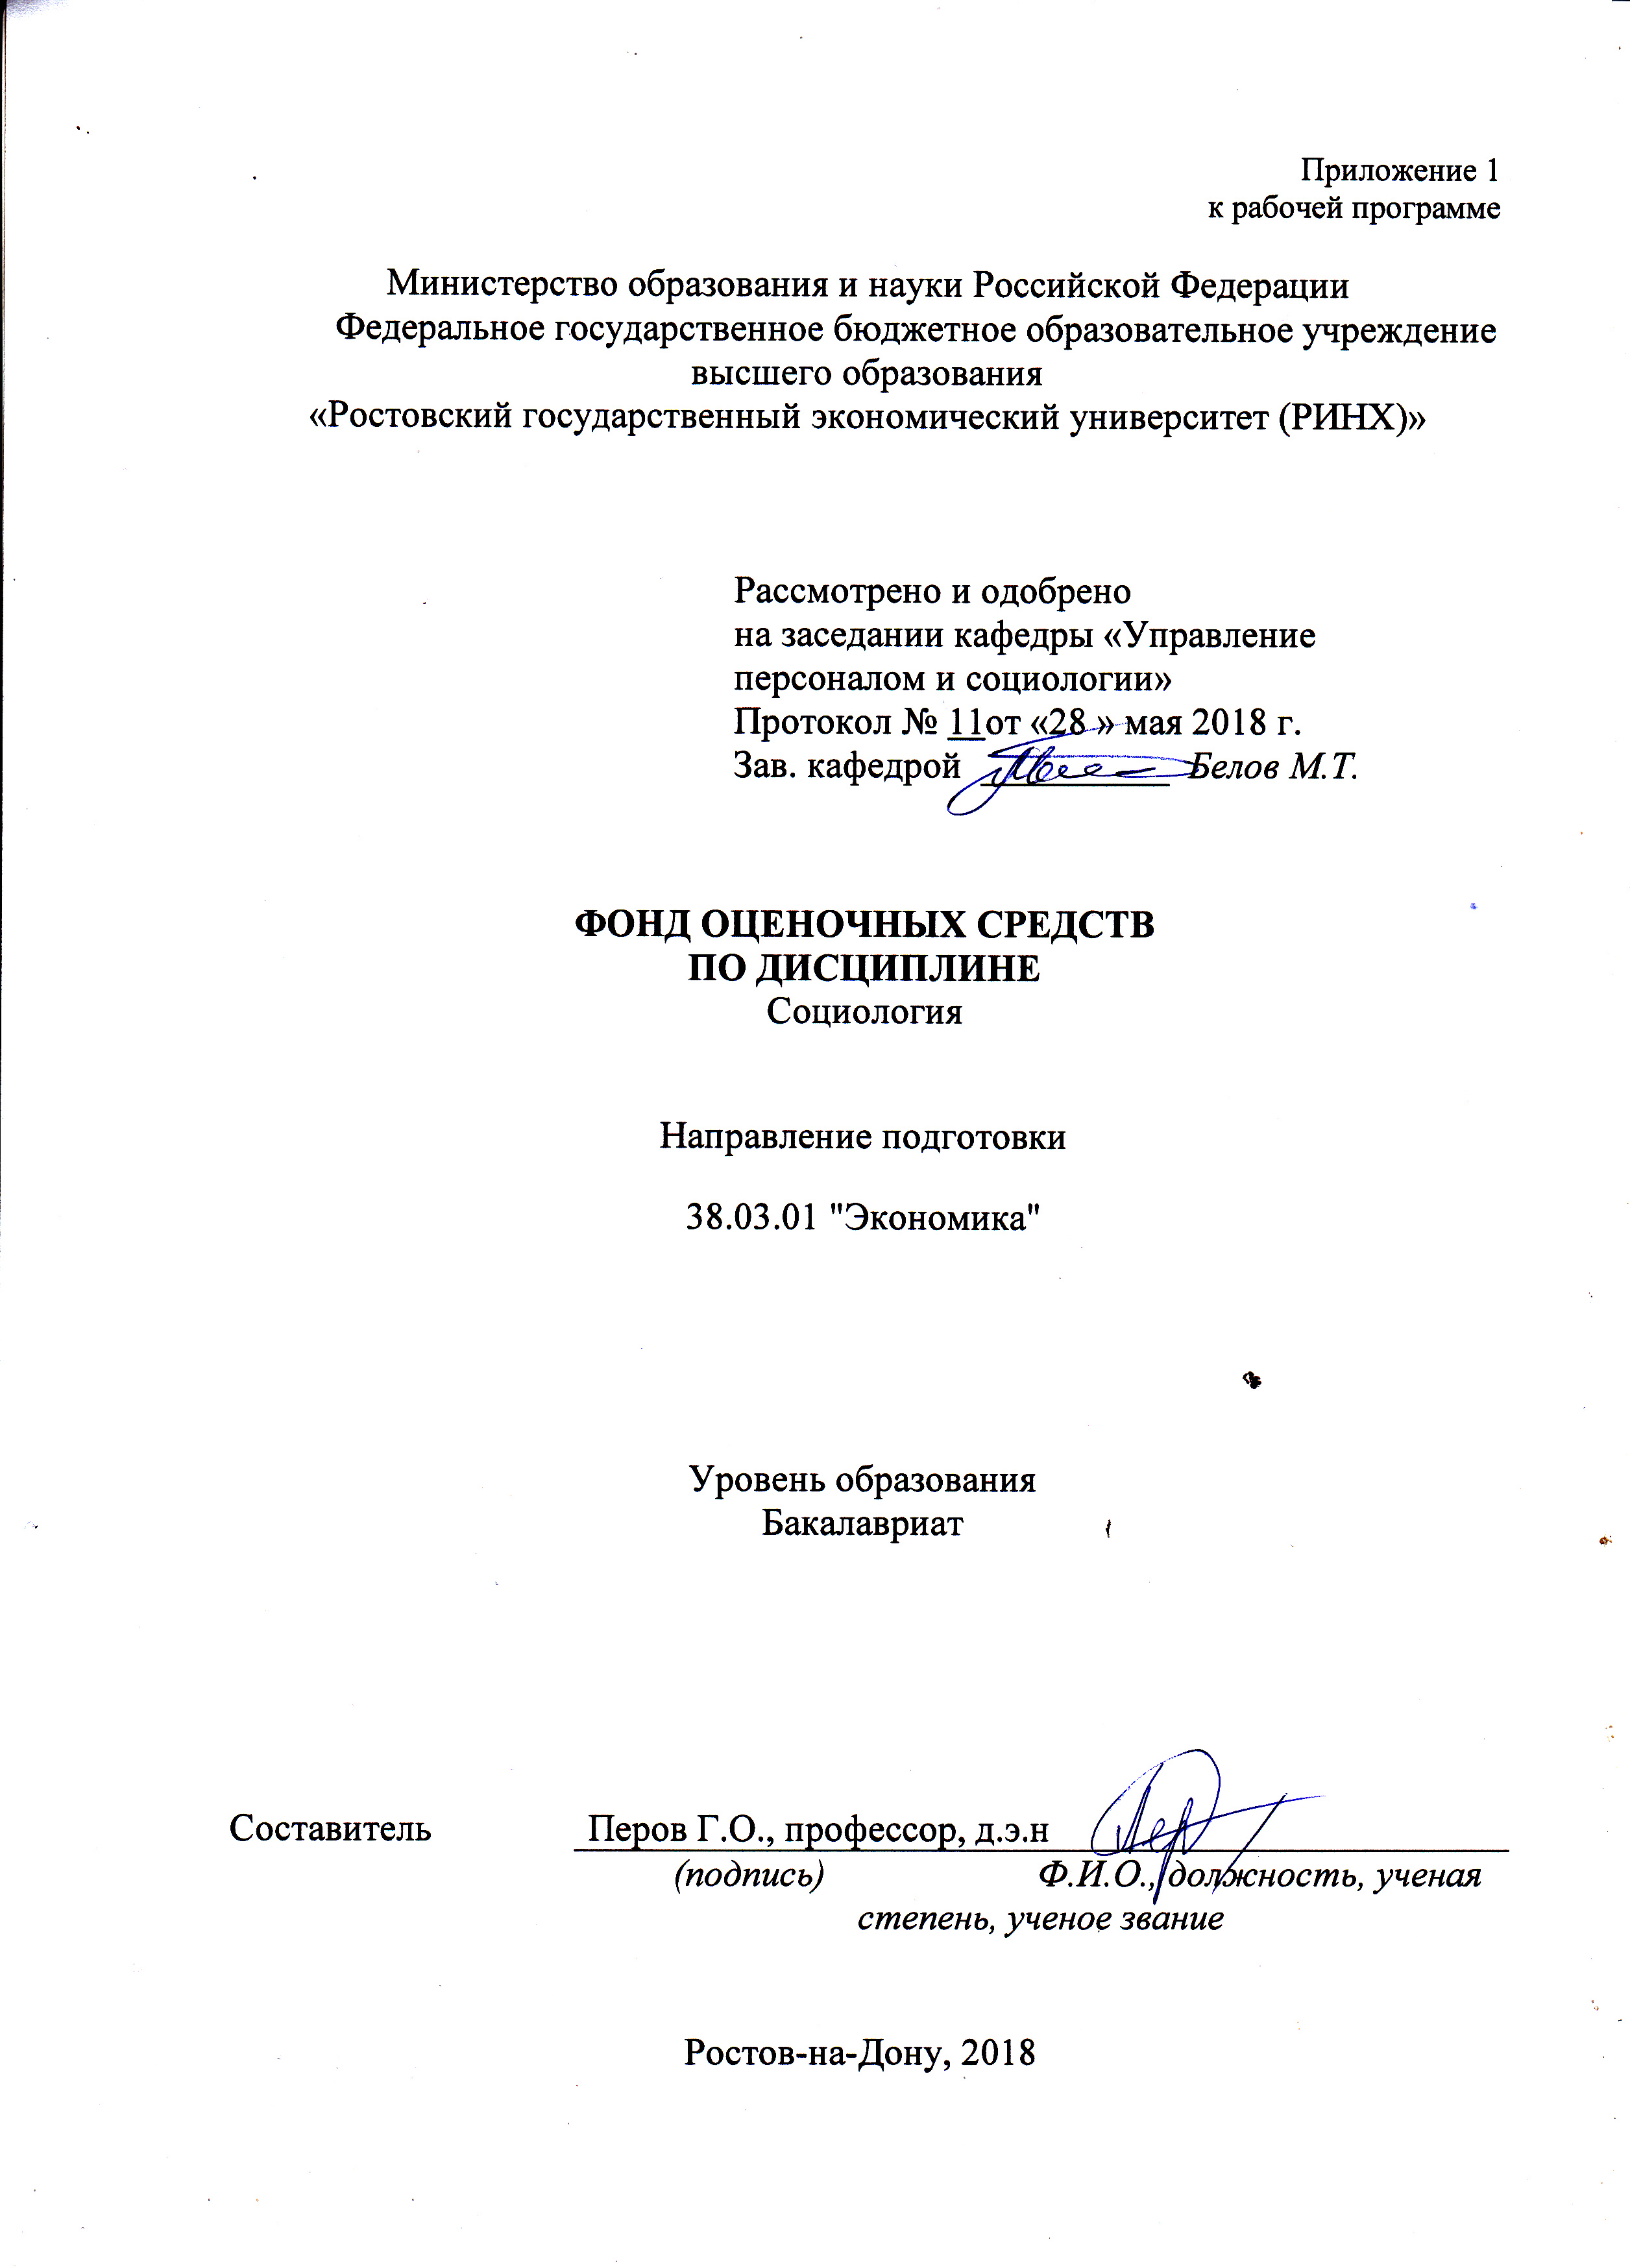 Приложение 1
к рабочей программе
Министерство образования и науки Российской Федерации
Федеральное государственное бюджетное образовательное учреждение
высшего образования
«Ростовский государственный экономический университет (РИНХ)»
Рассмотрено и одобрено
на заседании кафедры «Управление
персоналом и социологии»
Протокол № 11от «28 » мая 2018 г.
Зав. кафедрой Белов М.Т.
ФОНД ОЦЕНОЧНЫХ СРЕДСТВ
ПО ДИСЦИПЛИНЕ
Социология
Направление подготовки
38.03.01 "Экономика"
Уровень образования
Бакалавриат
Составитель Перов Г.О., профессор, д.э.н
(подпись) Ф.И.О., должность, ученая
степень, ученое звание
Ростов-на-Дону, 2018